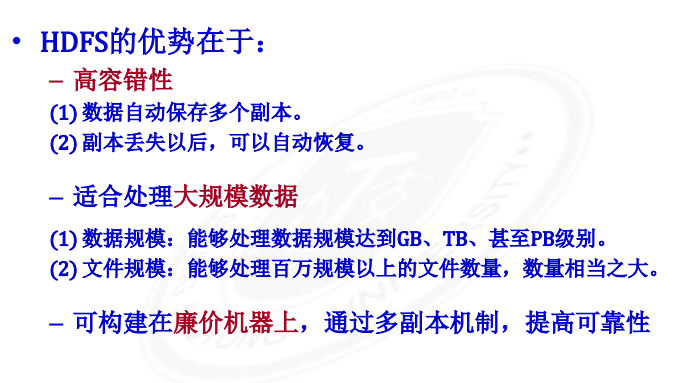 • HDFS的优势在于：
– 高容错性
(1) 数据自动保存多个副本。
(2) 副本丢失以后，可以自动恢复。
– 适合处理大规模数据
(1) 数据规模：能够处理数据规模达到GB、TB、甚至PB级别。
(2) 文件规模：能够处理百万规模以上的文件数量，数量相当之大。
– 可构建在廉价机器上，通过多副本机制，提高可靠性